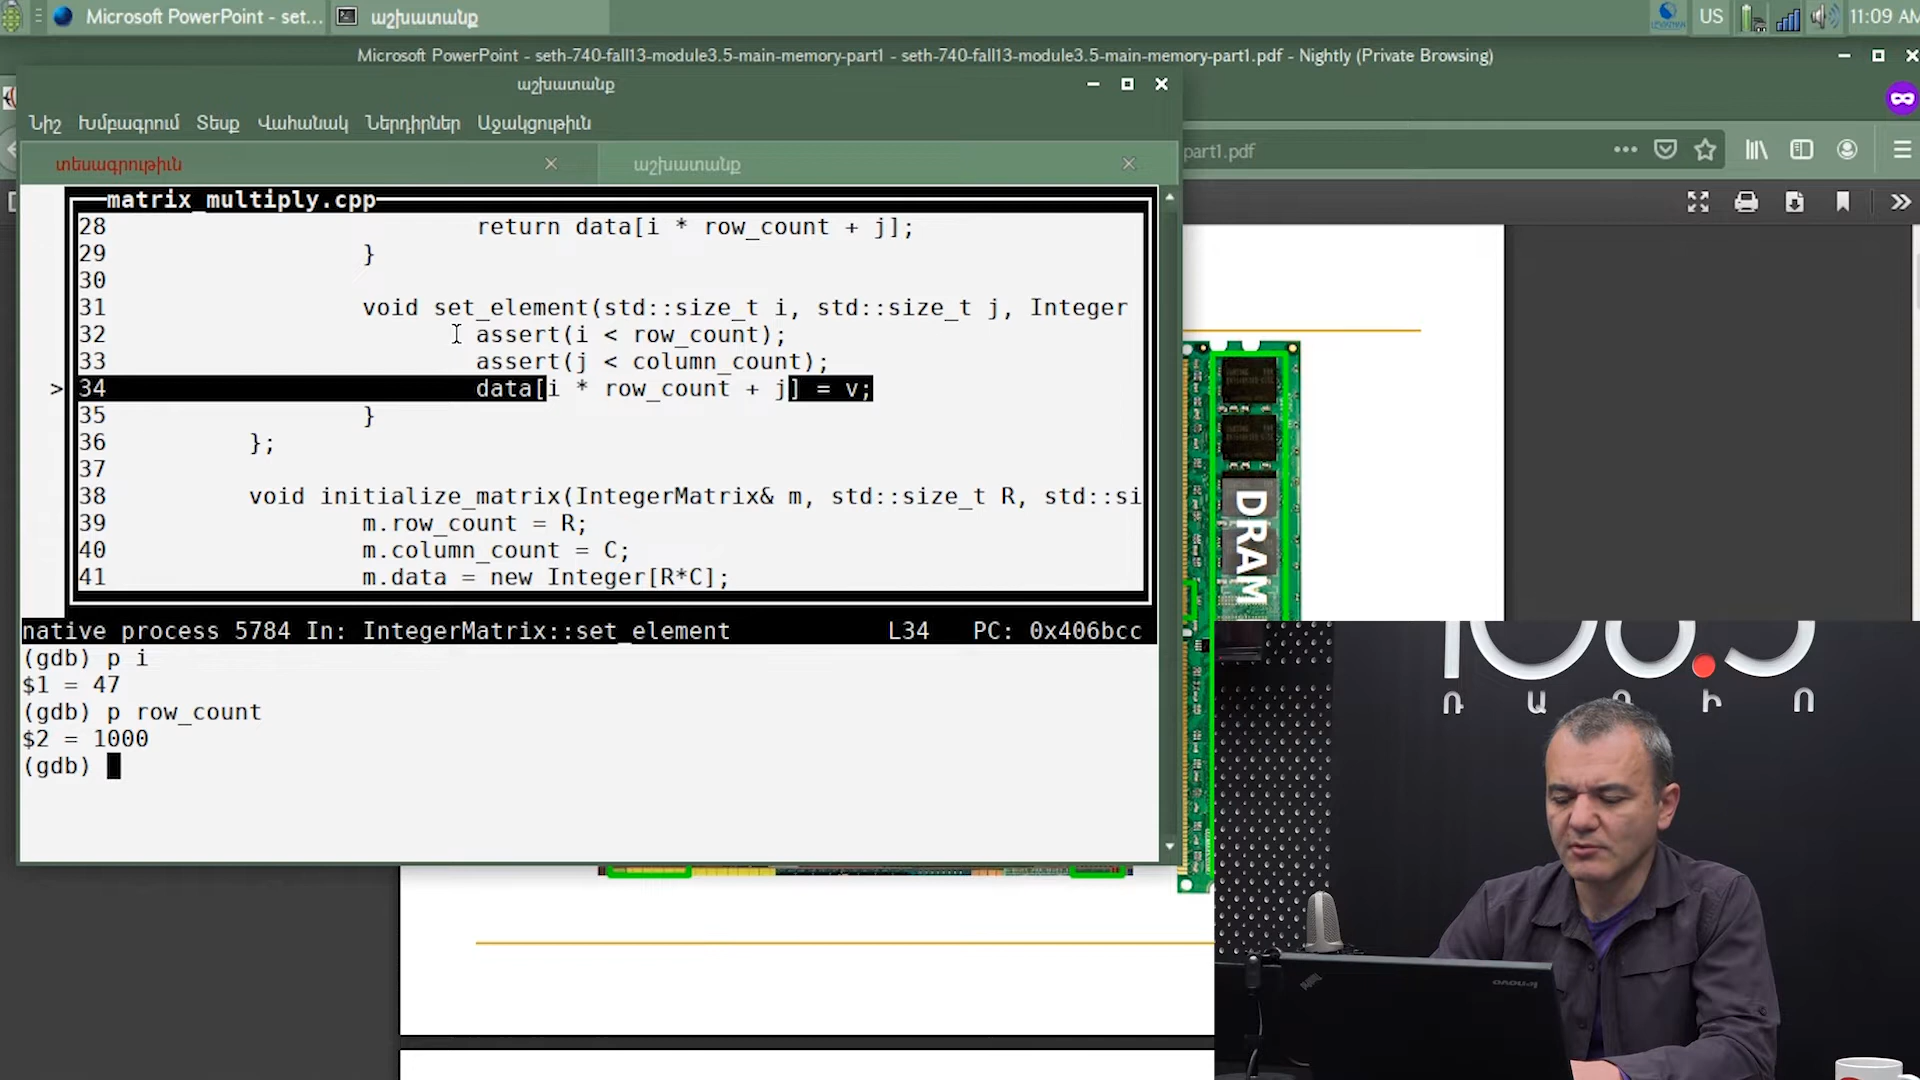 Microsoft PowerPoint - set... աշխատանք US 11:09 AM
Microsoft PowerPoint - seth-740-fall13-module3.5-main-memory-part1 - seth-740-fall13-module3.5-main-memory-part1.pdf - Nightly (Private Browsing)
աշխատանք
Նիշ Խմբագրում Տեսք Վահանակ Ներդիրներ Աջակցութիւն
part1.pdf
տեսագրութիւն աշխատանք
matrix_multiply.cpp
28 return data[i * row_count + j];
29 }
30
31 void set_element(std::size_t i, std::size_t j, Integer
32 assert(i < row_count);
33 assert(j < column_count);
> 34 data[i * row_count + j] = v;
35 }
36 };
37
38 void initialize_matrix(IntegerMatrix& m, std::size_t R, std::si
39 m.row_count = R;
40 m.column_count = C;
41 m.data = new Integer[R*C];
native process 5784 In: IntegerMatrix::set_element L34 PC: 0x406bcc
(gdb) p i
$1 = 47
(gdb) p row_count
$2 = 1000
(gdb)
DRAM
ՌԱԴԻՈ
lenovo